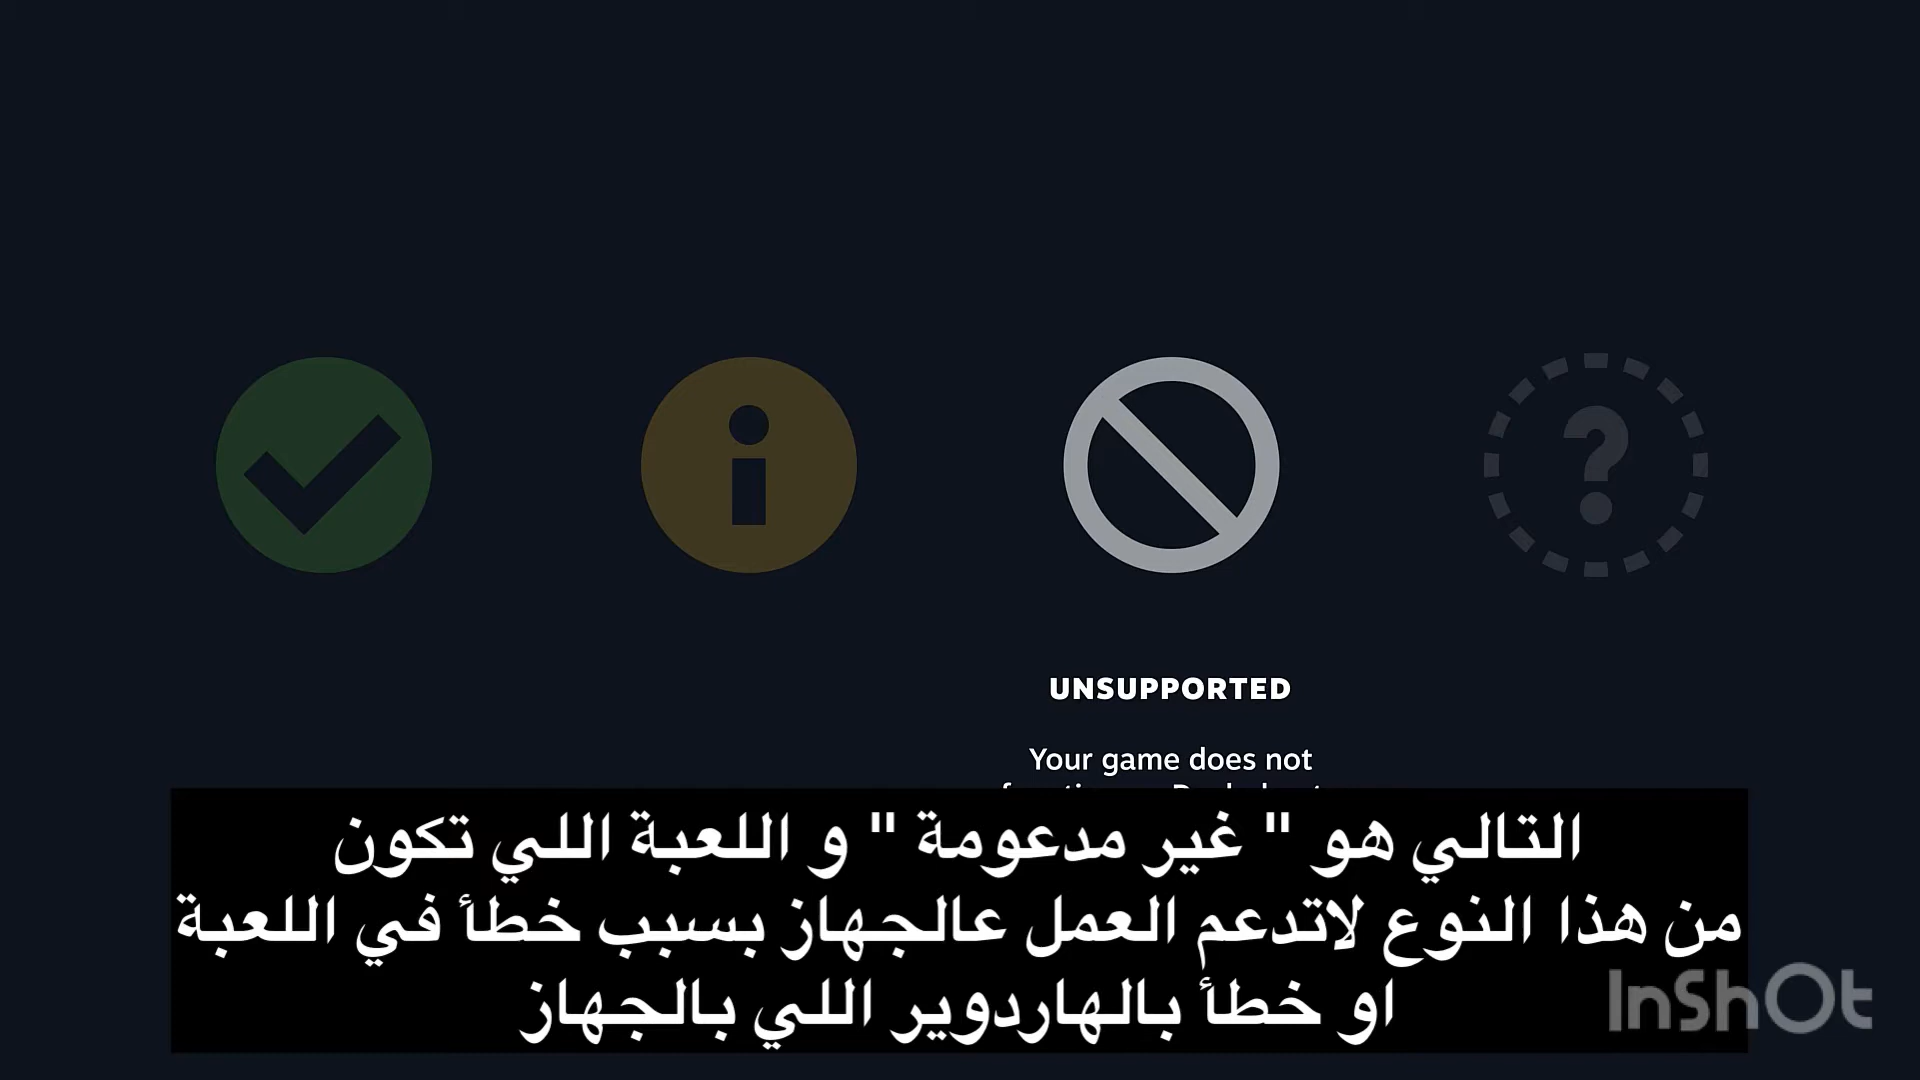 UNSUPPORTED
Your game does not
التالي هو " غير مدعومة " و اللعبة اللي تكون
من هذا النوع لاتدعم العمل عالجهاز بسبب خطأ في اللعبة
او خطأ بالهاردوير اللي بالجهاز
InShOt